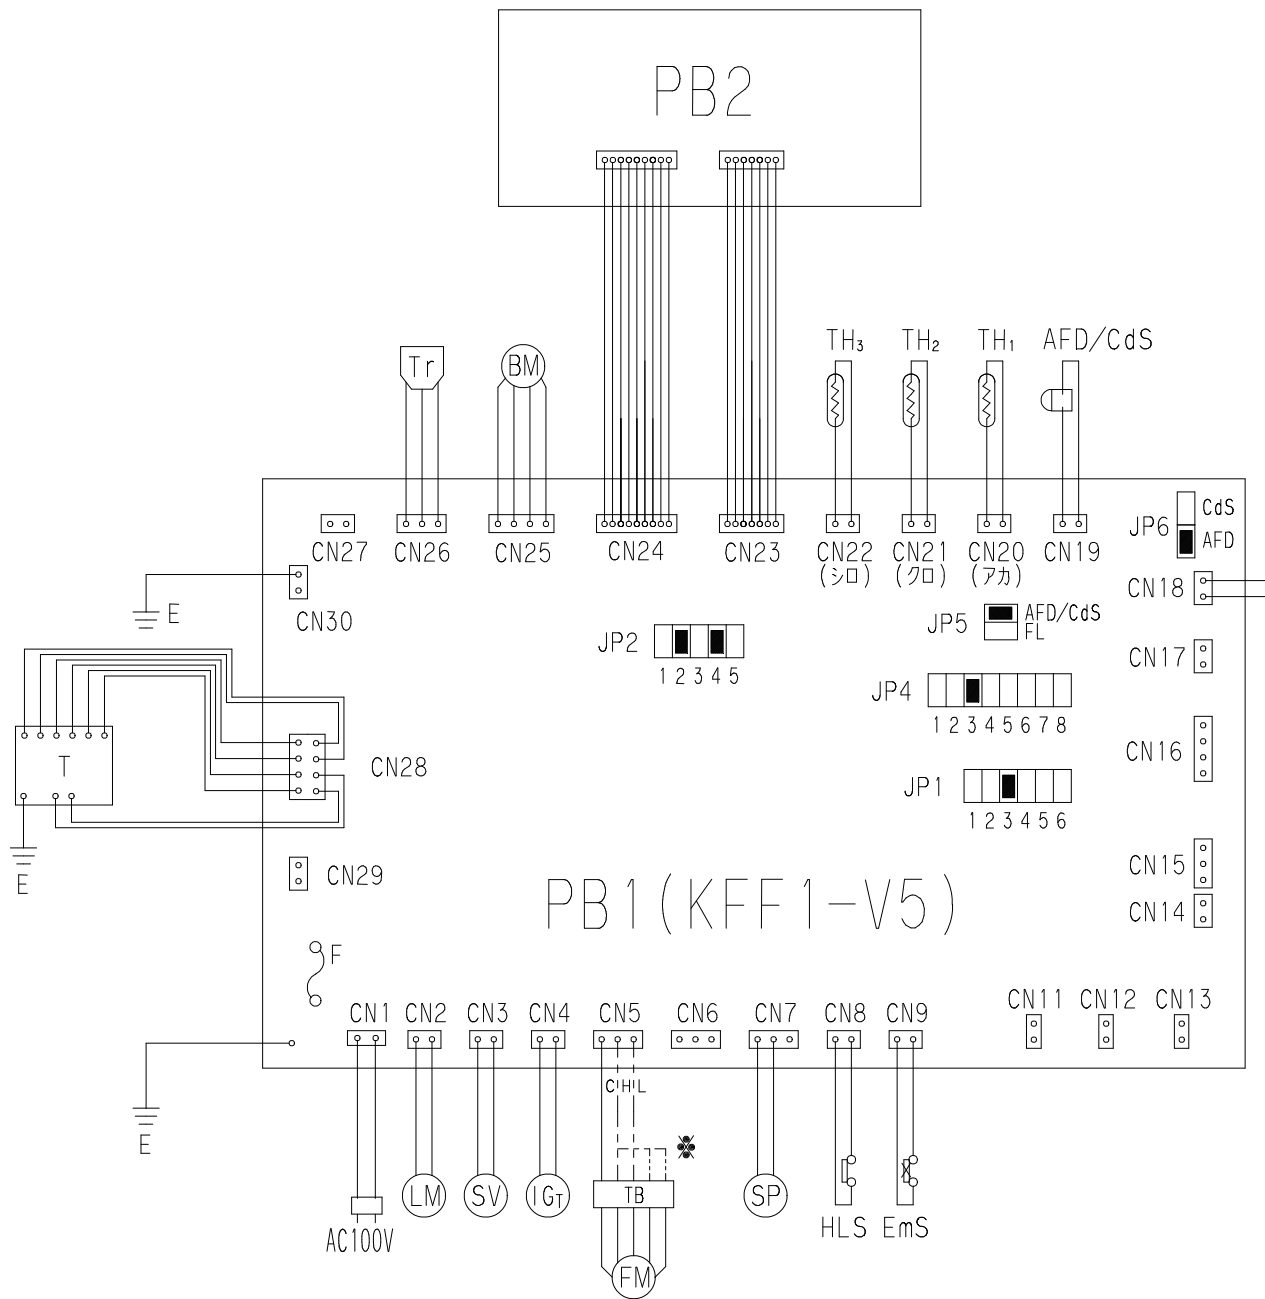 PB2
TH₃ TH₂ TH₁ AFD/CdS
Tr BM
CdS
JP6 AFD
CN27 CN26 CN25 CN24 CN23 CN22 CN21 CN20 CN19
(シロ) (クロ) (アカ)
CN18
E CN30
JP5 AFD/CdS
FL
JP2
1 2 3 4 5
CN17
JP4
1 2 3 4 5 6 7 8
CN16
T CN28
JP1
1 2 3 4 5 6
CN15
E CN29
PB1(KFF1-V5)
CN14
F
CN11 CN12 CN13
CN1 CN2 CN3 CN4 CN5 CN6 CN7 CN8 CN9
C H L
E
※
LM SV IGT TB SP
AC100V HLS EmS
FM